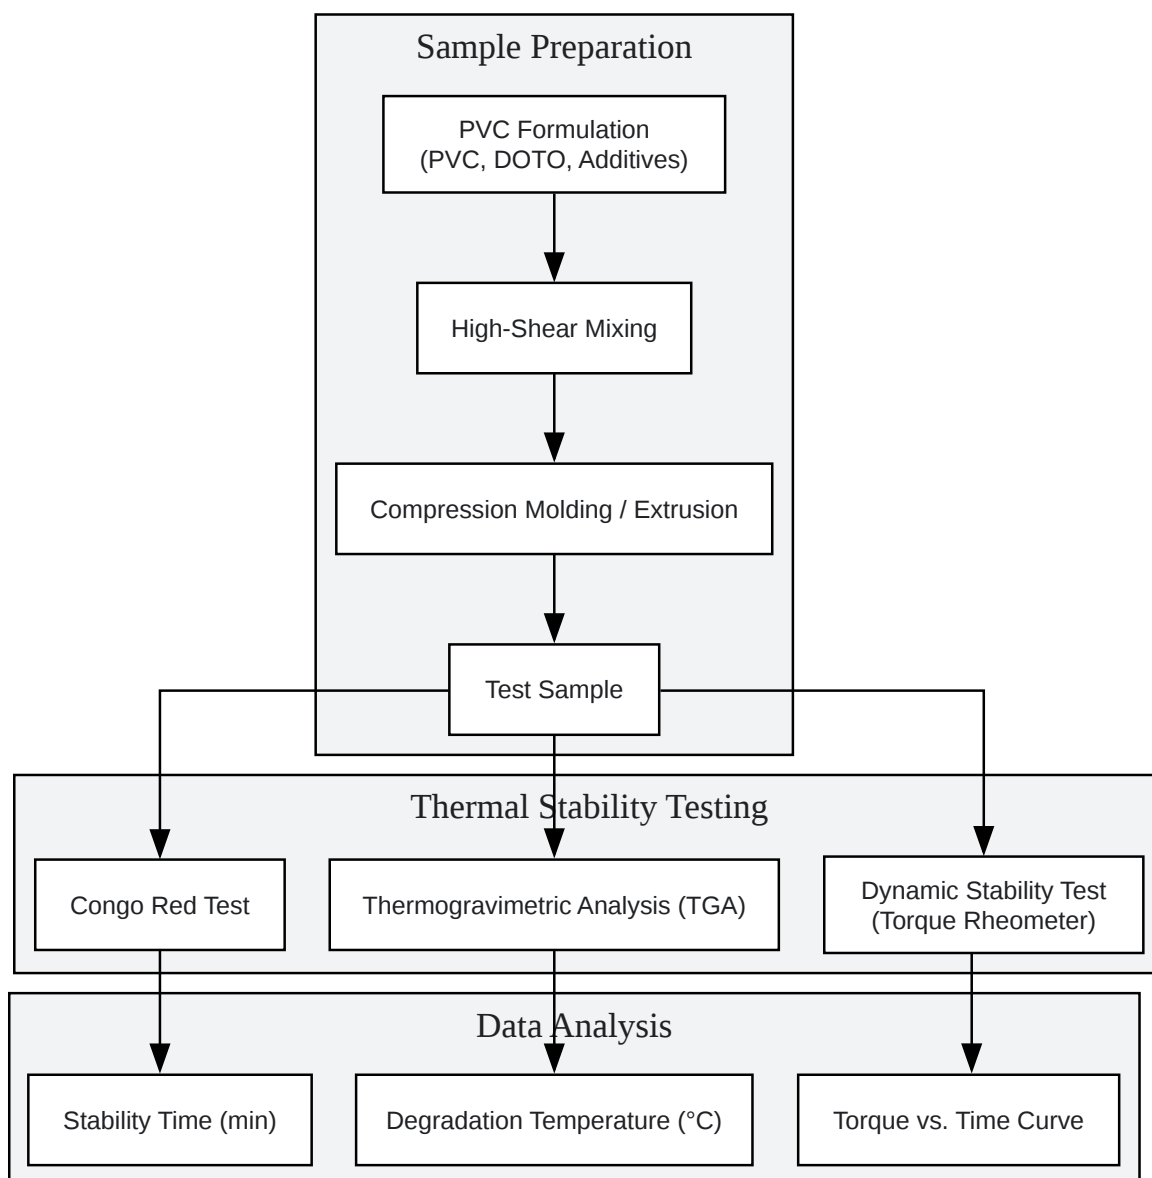 Sample Preparation
PVC Formulation
(PVC, DOTO, Additives)
High-Shear Mixing
Compression Molding / Extrusion
Test Sample
Thermal Stability Testing
Congo Red Test
Thermogravimetric Analysis (TGA)
Dynamic Stability Test
(Torque Rheometer)
Data Analysis
Stability Time (min)
Degradation Temperature (°C)
Torque vs. Time Curve